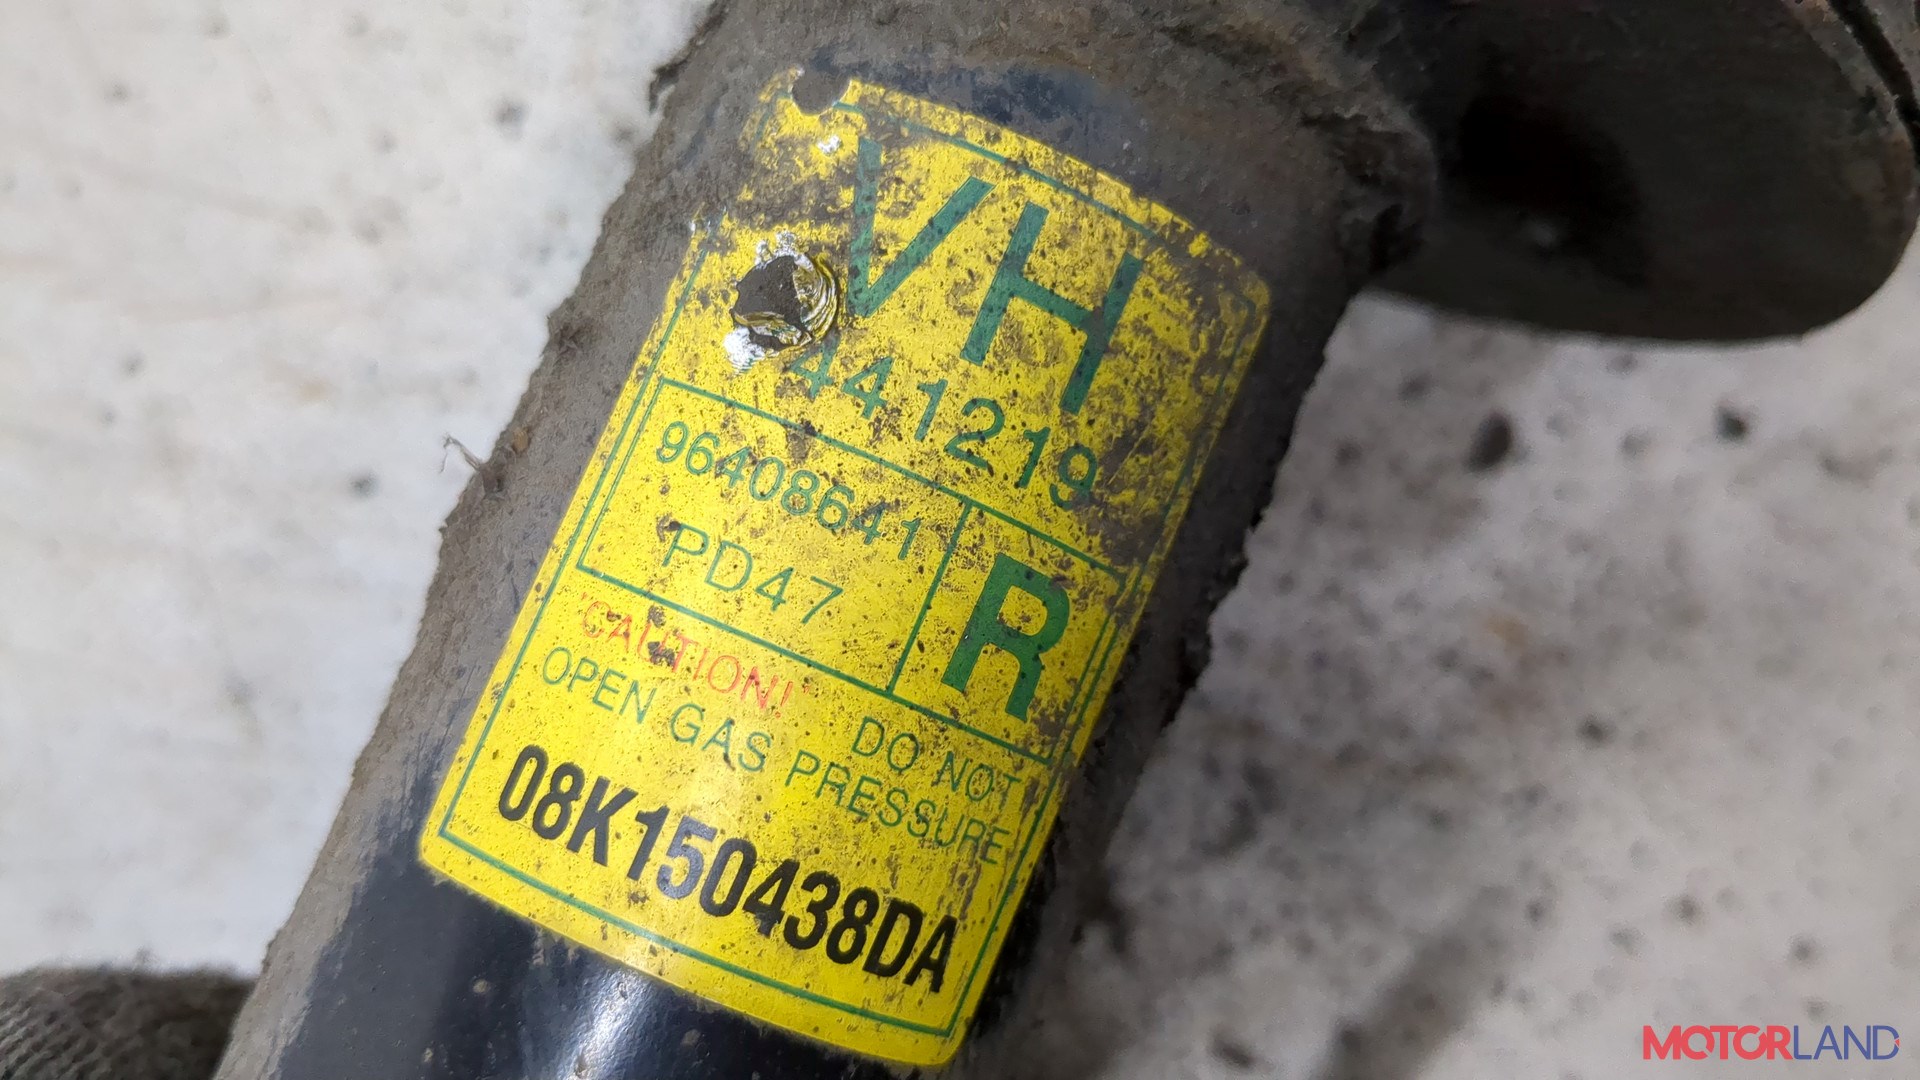 VH
441219
96408641
PD47
R
"CAUTION!" DO NOT
OPEN GAS PRESSURE
08K150438DA
MOTORLAND